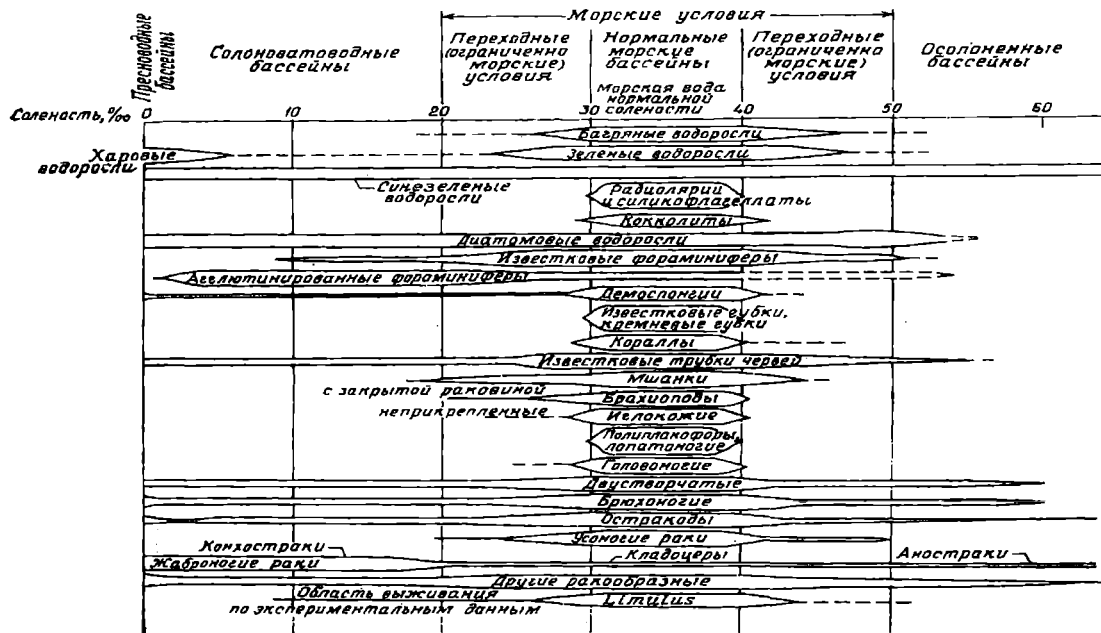 Морские условия
Пресноводные
бассейны
Солоноватоводные
бассейны
Переходные
(ограниченно
морские)
условия
Нормальные
морские
бассейны
Переходные
(ограниченно
морские)
условия
Осолоненные
бассейны
Морская вода
нормальной
солености
Соленость, ‰ 0 10 20 30 40 50 60
Багряные водоросли
Харовые
водоросли
Зеленые водоросли
Синезеленые
водоросли
Радиолярии
и силикофлагеллаты
Кокколиты
Диатомовые водоросли
Известковые фораминиферы
Агглютинированные фораминиферы
Демоспонгии
Известковые губки,
кремневые губки
Кораллы
Известковые трубки червей
Мшанки
с закрытой раковиной
Брахиоподы
неприкрепленные
Иглокожие
Полиплакофоры,
лопатоногие
Головоногие
Двустворчатые
Брюхоногие
Остракоды
Усоногие раки
Конхостраки
Кладоцеры
Аностраки
Жаброногие раки
Другие ракообразные
Область выживания
по экспериментальным данным
Limulus